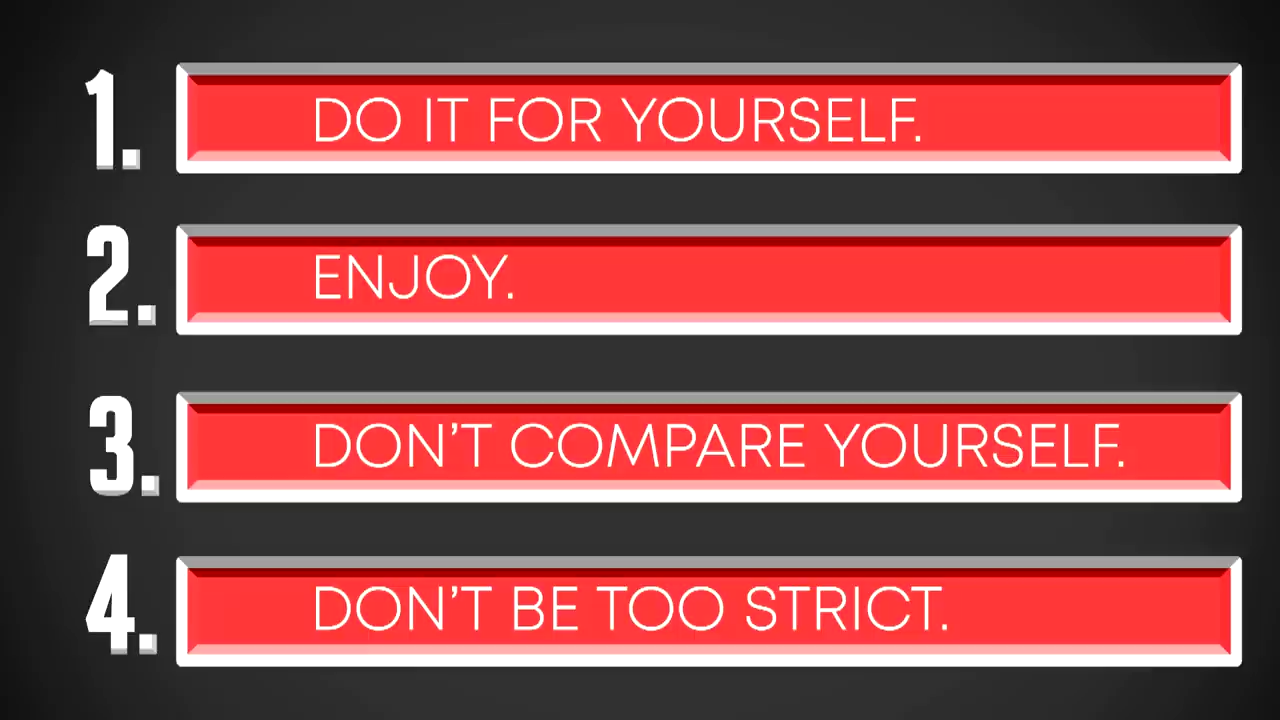 1. DO IT FOR YOURSELF.
2. ENJOY.
3. DON'T COMPARE YOURSELF.
4. DON'T BE TOO STRICT.